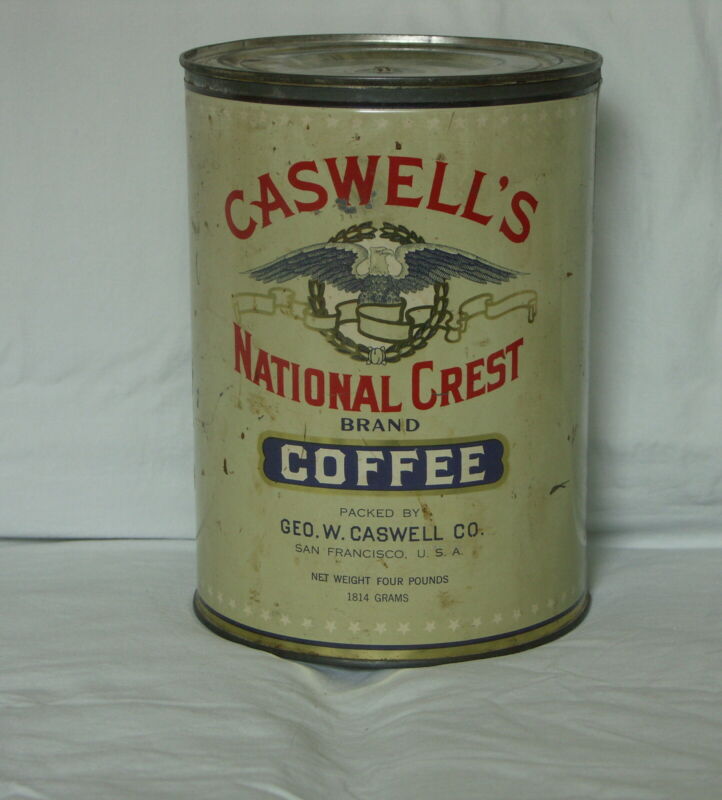 CASWELL'S
NATIONAL CREST
BRAND
COFFEE
PACKED BY
GEO. W. CASWELL CO.
SAN FRANCISCO, U. S. A.
NET WEIGHT FOUR POUNDS
1814 GRAMS